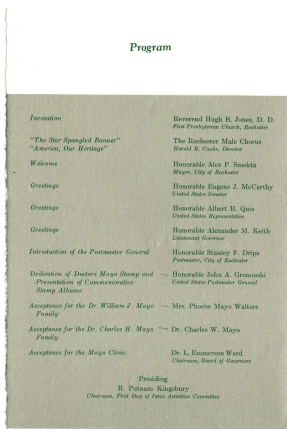 Program
Invocation Reverend Hugh B. Jones, D. D.
First Presbyterian Church, Rochester
"The Star Spangled Banner" The Rochester Male Chorus
"America, Our Heritage" Harold R. Cooke, Director
Welcome Honorable Alex P. Smekta
Mayor, City of Rochester
Greetings Honorable Eugene J. McCarthy
United States Senator
Greetings Honorable Albert H. Quie
United States Representative
Greetings Honorable Alexander M. Keith
Lieutenant Governor
Introduction of the Postmaster General Honorable Stanley F. Drips
Postmaster, City of Rochester
Dedication of Doctors Mayo Stamp and Honorable John A. Gronouski
Presentation of Commemorative United States Postmaster General
Stamp Albums
Acceptance for the Dr. William J. Mayo Mrs. Phoebe Mayo Walters
Family
Acceptance for the Dr. Charles H. Mayo Dr. Charles W. Mayo
Family
Acceptance for the Mayo Clinic Dr. L. Emmerson Ward
Chairman, Board of Governors
Presiding
R. Putnam Kingsbury
Chairman, First Day of Issue Activities Committee